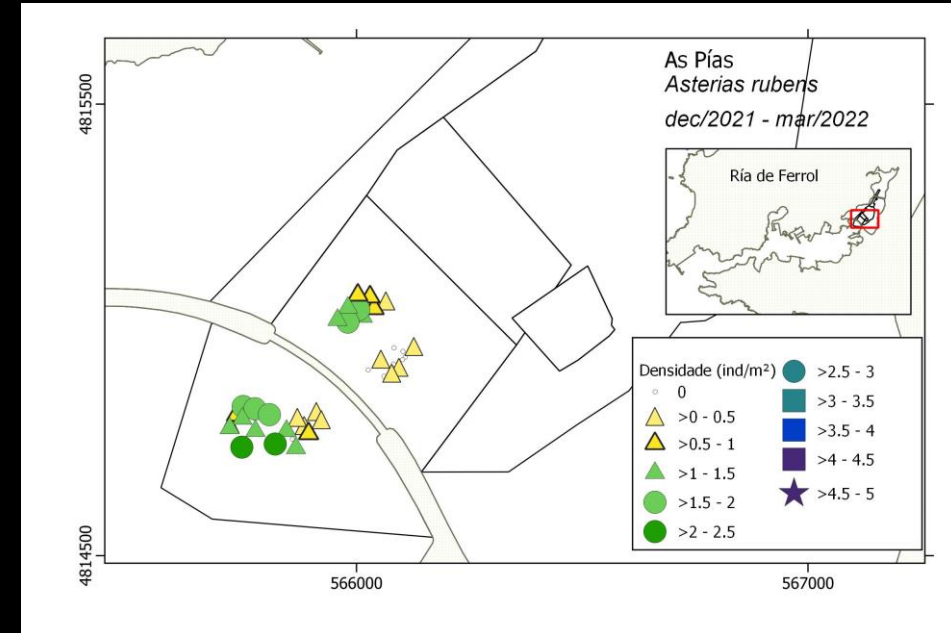 As Pías
Asterias rubens
dec/2021 - mar/2022
Ría de Ferrol
4815500
4814500
566000
567000
Densidade (ind/m²)
0
>0 - 0.5
>0.5 - 1
>1 - 1.5
>1.5 - 2
>2 - 2.5
>2.5 - 3
>3 - 3.5
>3.5 - 4
>4 - 4.5
>4.5 - 5